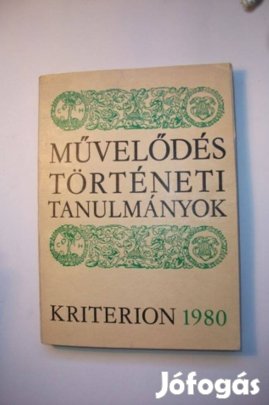 MŰVELŐDÉS
TÖRTÉNETI
TANULMÁNYOK
KRITERION 1980
Jófogás